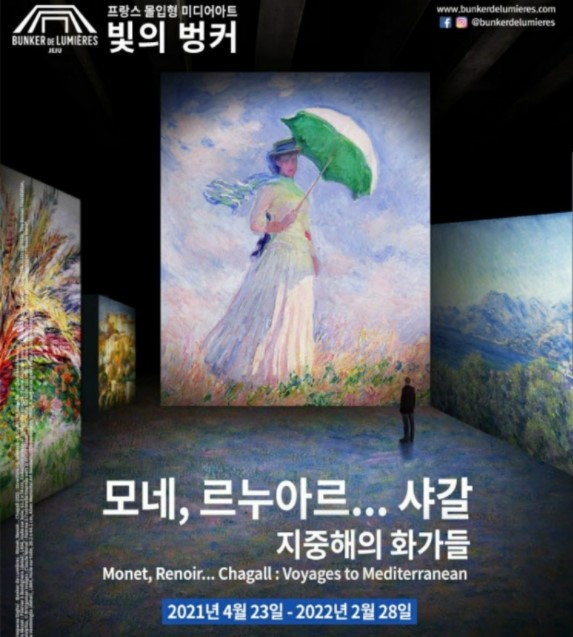 프랑스 몰입형 미디어아트
빛의 벙커
BUNKER DE LUMIÈRES
JEJU
www.bunkerdelumieres.com
@bunkerdelumieres
모네, 르누아르... 샤갈
지중해의 화가들
Monet, Renoir... Chagall : Voyages to Mediterranean
2021년 4월 23일 - 2022년 2월 28일